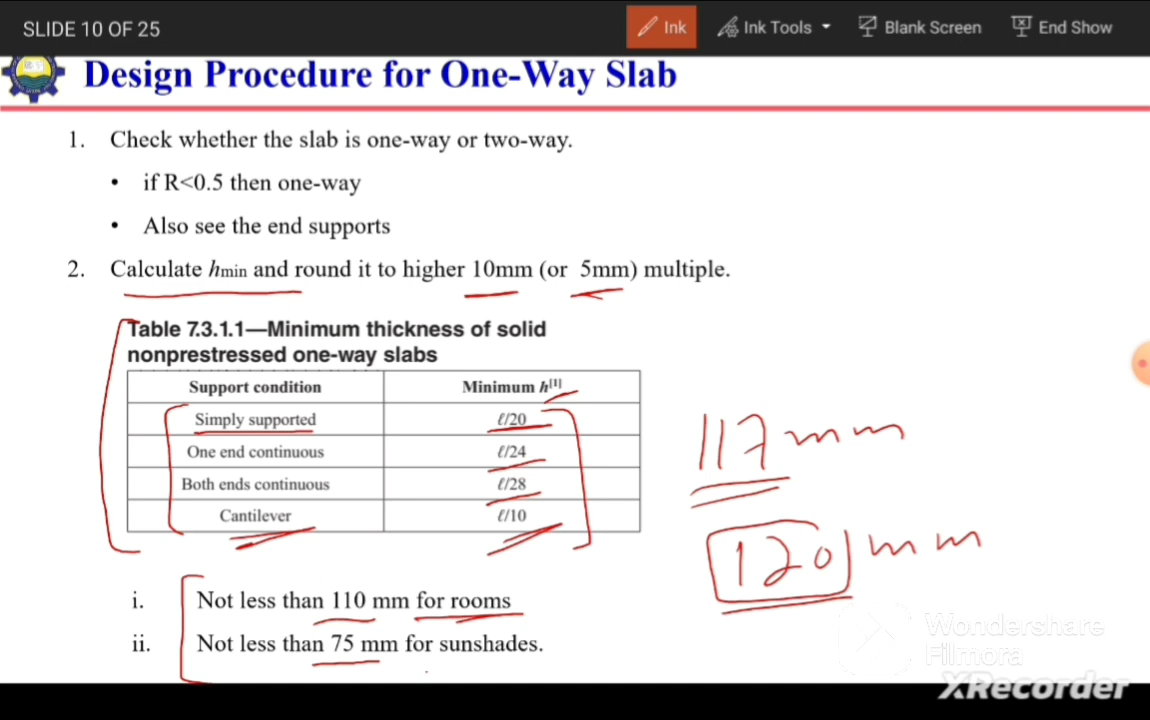 SLIDE 10 OF 25
Ink
Ink Tools
Blank Screen
End Show
Design Procedure for One-Way Slab
1. Check whether the slab is one-way or two-way.
• if R<0.5 then one-way
• Also see the end supports
2. Calculate hmin and round it to higher 10mm (or 5mm) multiple.
Table 7.3.1.1—Minimum thickness of solid
nonprestressed one-way slabs
Support condition Minimum h[1]
Simply supported ℓ/20
One end continuous ℓ/24
Both ends continuous ℓ/28
Cantilever ℓ/10
117 mm
120 mm
i. Not less than 110 mm for rooms
ii. Not less than 75 mm for sunshades.
Wondershare
Filmora
XRecorder